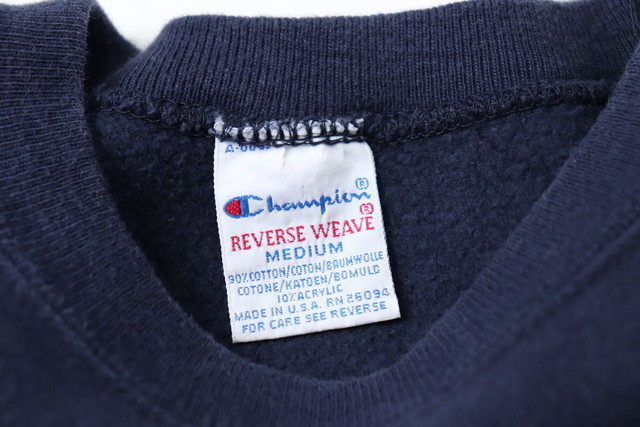 Champion ®
REVERSE WEAVE ®
MEDIUM
90% COTTON/COTON/BAUMWOLLE
COTONE/KATOEN/BOMULD
10% ACRYLIC
MADE IN U.S.A. RN 26094
FOR CARE SEE REVERSE